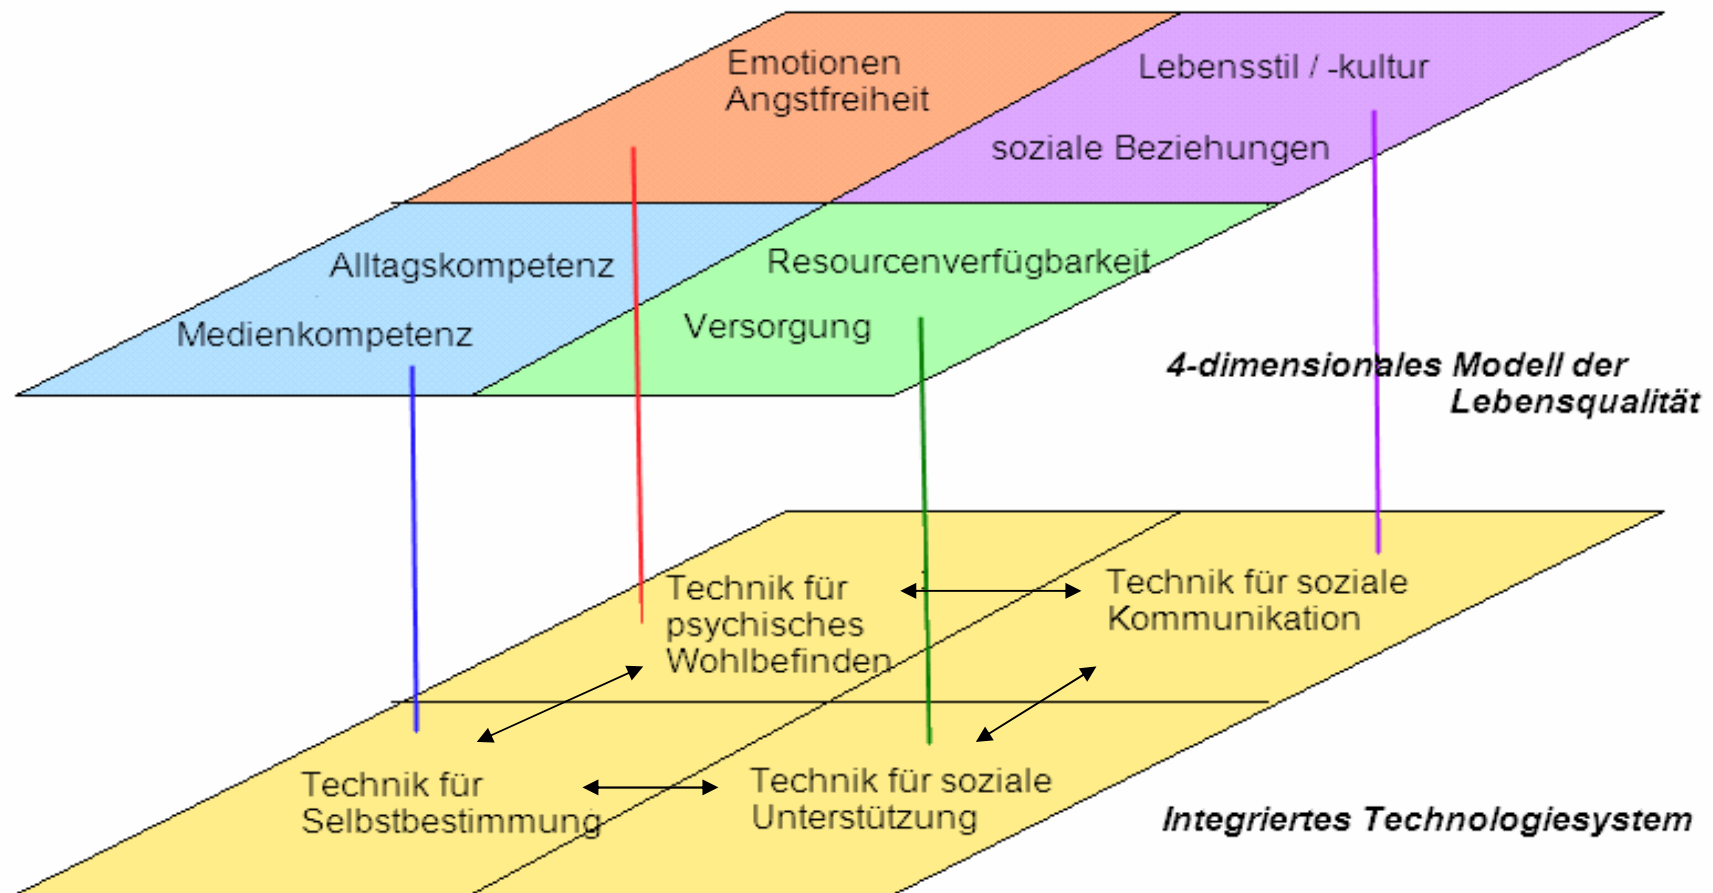 Emotionen
Angstfreiheit
Lebensstil / -kultur
soziale Beziehungen
Alltagskompetenz
Medienkompetenz
Resourcenverfügbarkeit
Versorgung
4-dimensionales Modell der
Lebensqualität
Technik für
psychisches
Wohlbefinden
Technik für soziale
Kommunikation
Technik für
Selbstbestimmung
Technik für soziale
Unterstützung
Integriertes Technologiesystem